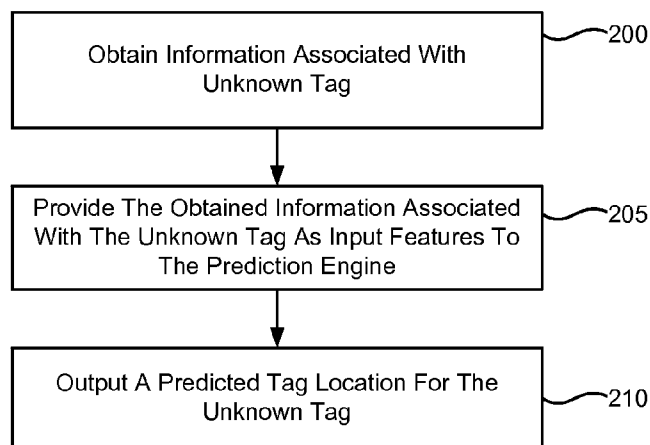 Obtain Information Associated With
Unknown Tag
200
Provide The Obtained Information Associated
With The Unknown Tag As Input Features To
The Prediction Engine
205
Output A Predicted Tag Location For The
Unknown Tag
210